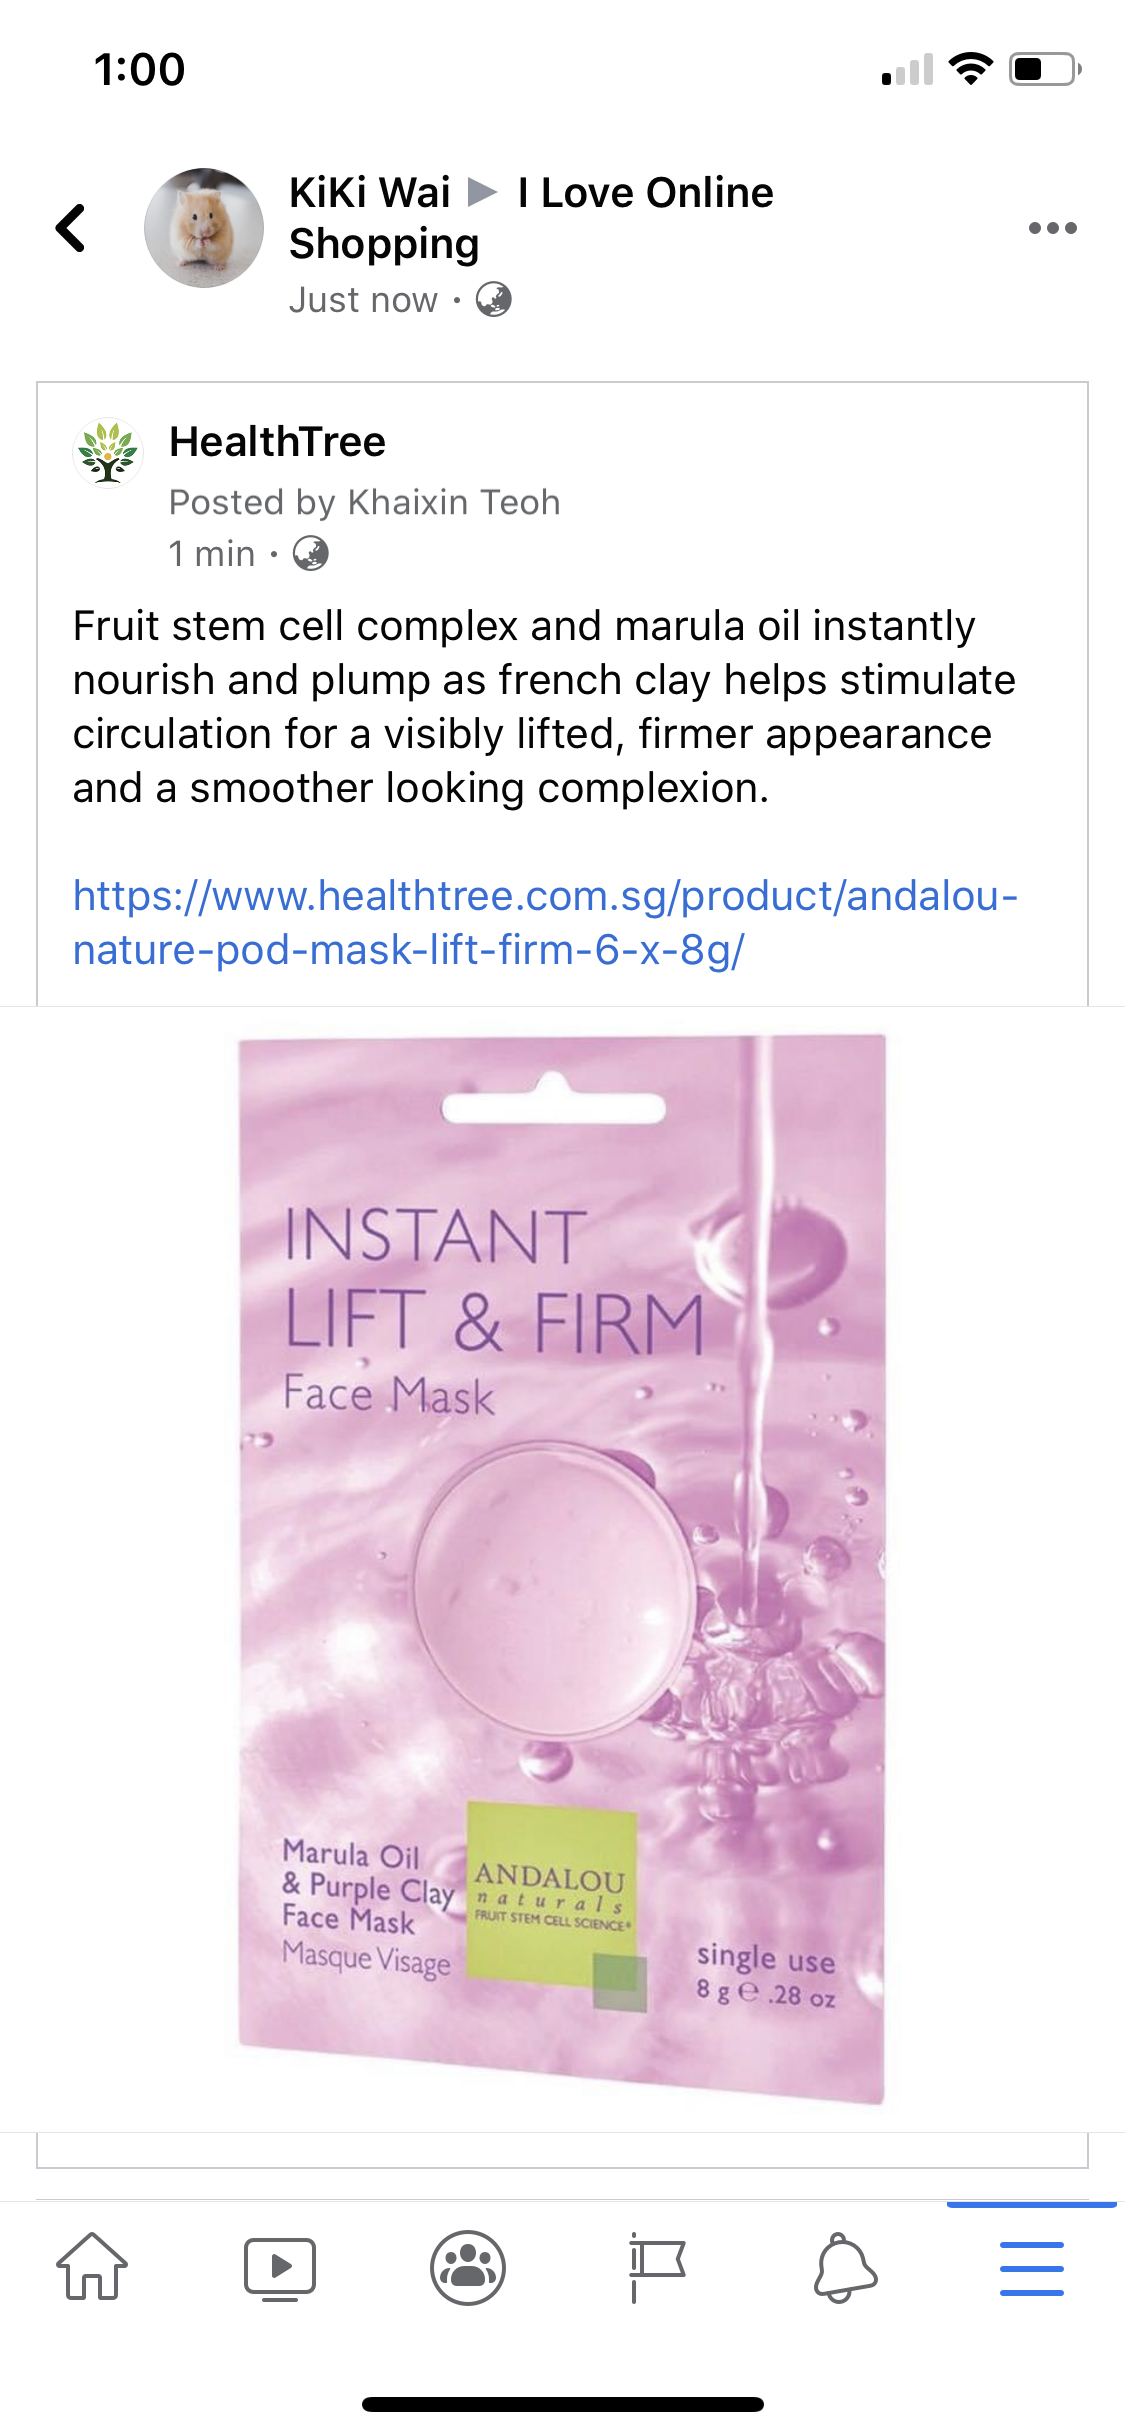 1:00
KiKi Wai ▶ I Love Online
Shopping
Just now ·
HealthTree
Posted by Khaixin Teoh
1 min ·
Fruit stem cell complex and marula oil instantly
nourish and plump as french clay helps stimulate
circulation for a visibly lifted, firmer appearance
and a smoother looking complexion.
https://www.healthtree.com.sg/product/andalou-
nature-pod-mask-lift-firm-6-x-8g/
INSTANT
LIFT & FIRM
Face Mask
Marula Oil
& Purple Clay
Face Mask
Masque Visage
ANDALOU
naturals
FRUIT STEM CELL SCIENCE®
single use
8 g ℮ .28 oz